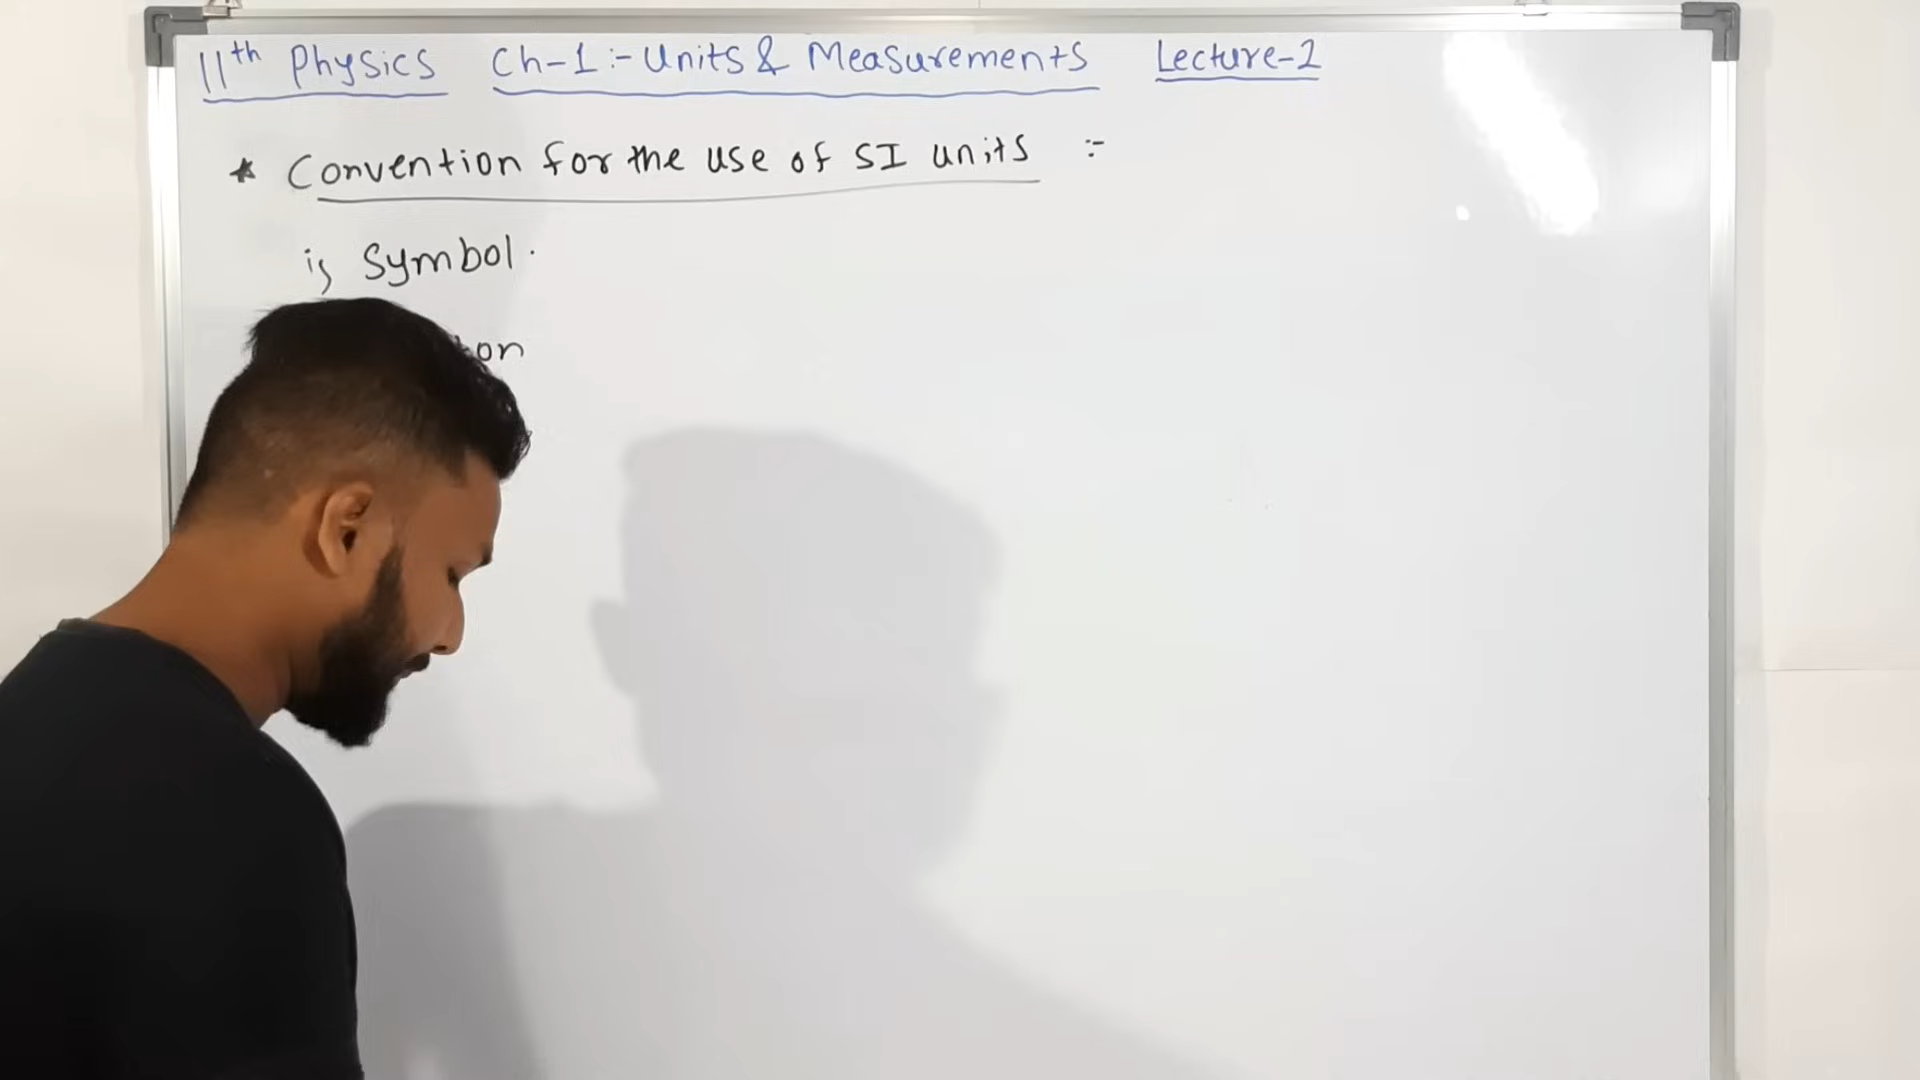 11th Physics Ch-1:- Units & Measurements Lecture-2
* Convention for the use of SI units :-
i) Symbol.